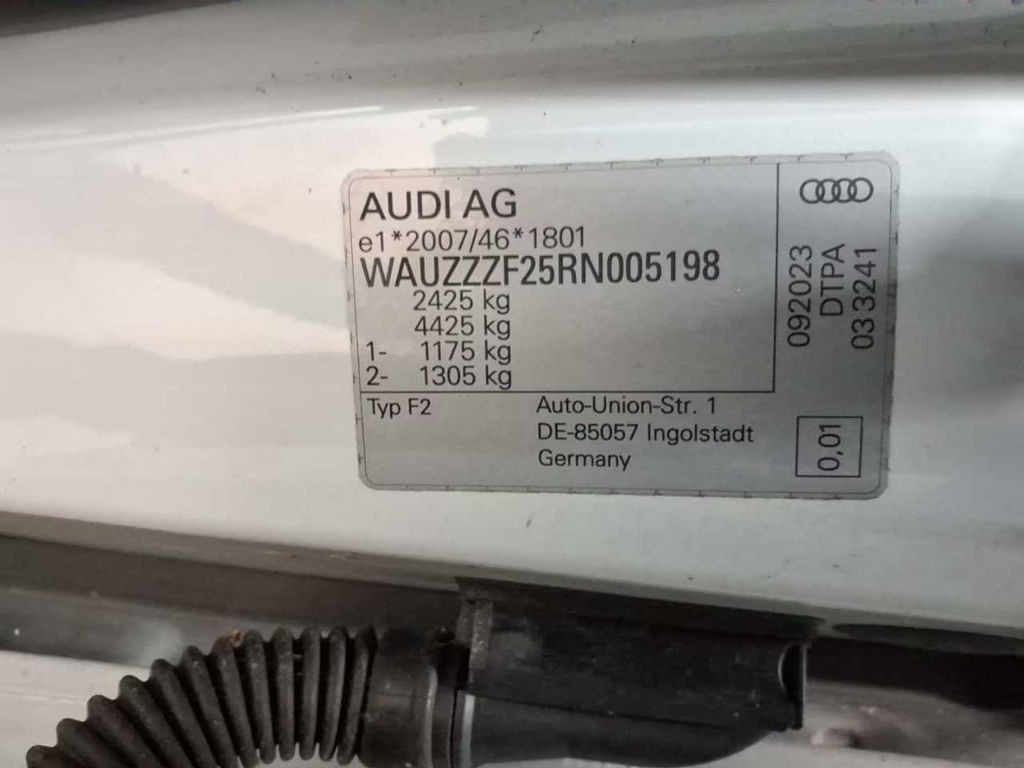 AUDI AG
e1*2007/46*1801
WAUZZZF25RN005198
2425 kg
4425 kg
1- 1175 kg
2- 1305 kg
Typ F2
Auto-Union-Str. 1
DE-85057 Ingolstadt
Germany
092023
DTPA
03 3241
0,01